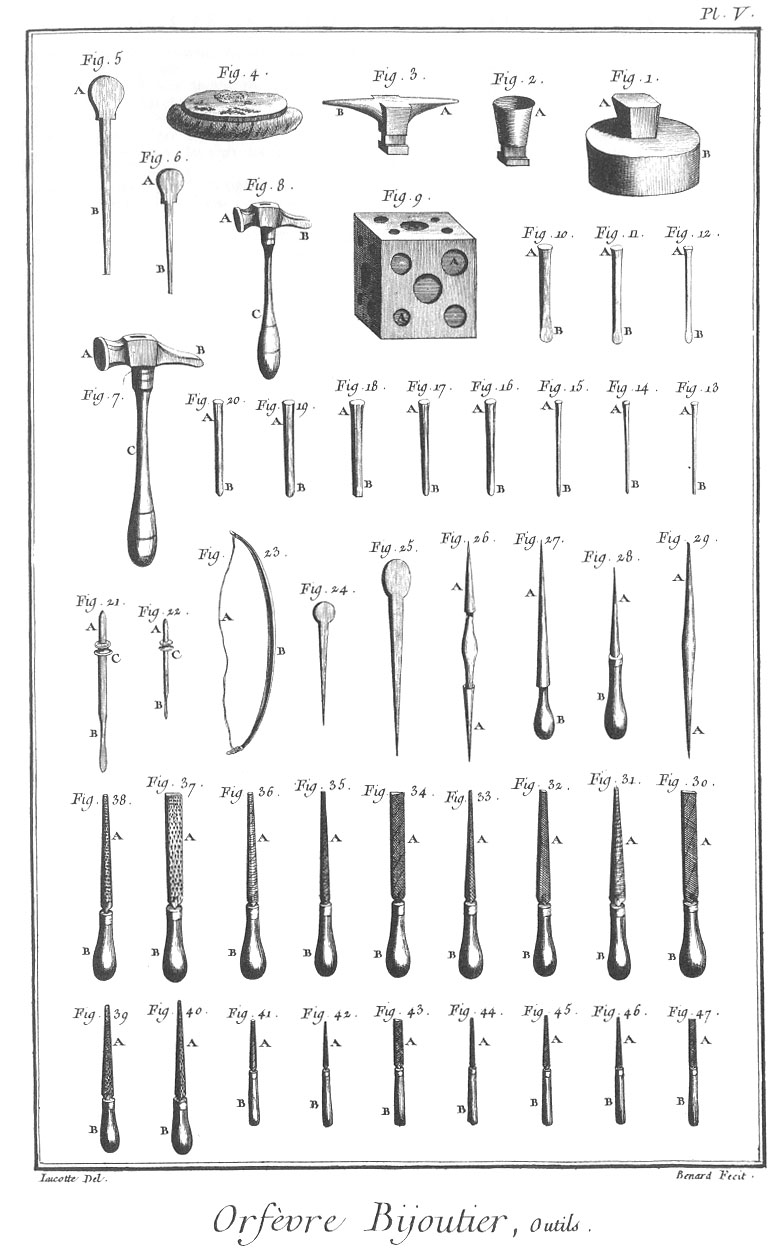 Pl. V.
Fig. 5
Fig. 4.
Fig. 3.
Fig. 2.
Fig. 1.
A
B
A
A
A
B
Fig. 6.
A
B
Fig. 8.
A
B
C
Fig. 9.
A
A
Fig. 10.
Fig. 11.
Fig. 12.
A
A
A
B
B
B
B
A
B
Fig. 7.
C
Fig. 20.
Fig. 19.
Fig. 18.
Fig. 17.
Fig. 16.
Fig. 15.
Fig. 14.
Fig. 13
A
A
A
A
A
A
A
A
B
B
B
B
B
B
B
B
Fig. 21.
Fig. 22.
Fig. 23.
Fig. 24.
Fig. 25.
Fig. 26.
Fig. 27.
Fig. 28.
Fig. 29.
A
A
A
A
A
A
A
C
C
B
B
B
B
B
A
A
Fig. 38.
Fig. 37.
Fig. 36.
Fig. 35.
Fig. 34.
Fig. 33.
Fig. 32.
Fig. 31.
Fig. 30.
A
A
A
A
A
A
A
A
A
B
B
B
B
B
B
B
B
B
Fig. 39
Fig. 40.
Fig. 41.
Fig. 42.
Fig. 43.
Fig. 44.
Fig. 45.
Fig. 46.
Fig. 47.
A
A
A
A
A
A
A
A
A
B
B
B
B
B
B
B
B
B
Lucotte Del.
Benard Fecit.
Orfèvre Bijoutier, Outils.